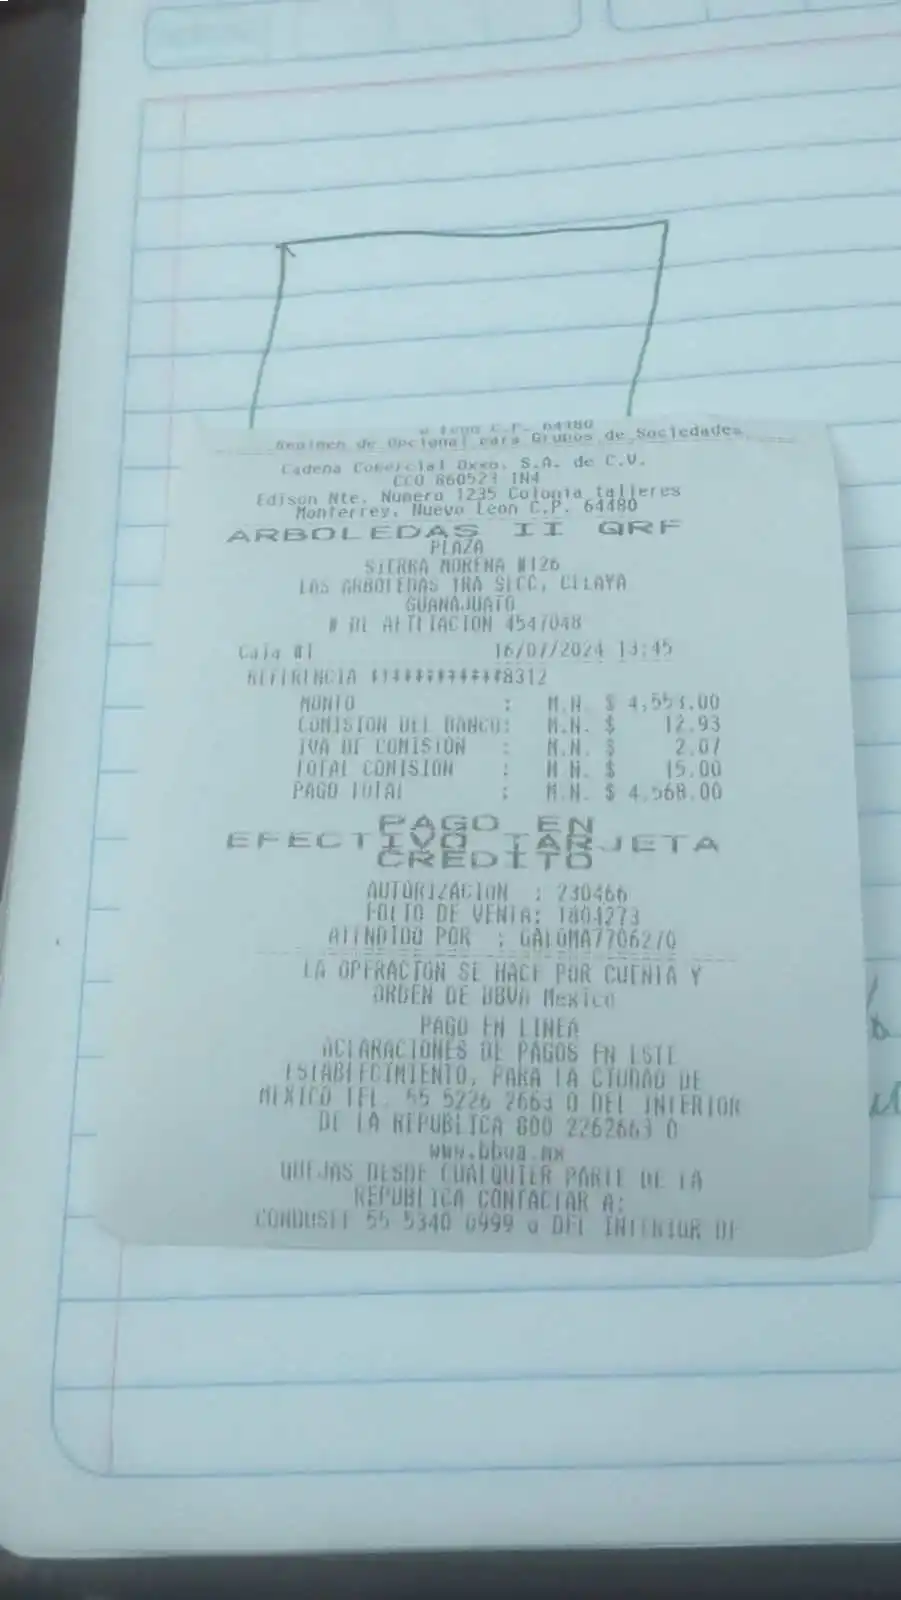 o Leon C.P. 64480
Regimen de Opcional para Grupos de Sociedades
Cadena Comercial Oxxo, S.A. de C.V.
CCO 860523 1N4
Edison Nte. Numero 1235 Colonia talleres
Monterrey, Nuevo Leon C.P. 64480
ARBOLEDAS II QRF
PLAZA
SIERRA MORENA #126
LAS ARBOLEDAS 1RA SECC, CELAYA
GUANAJUATO
# DE AFILIACION 4547048
Caja #1 16/07/2024 13:45
REFERENCIA ************8312
MONTO : M.N. $ 4,553.00
COMISION DEL BANCO: M.N. $ 12.93
IVA DE COMISION : M.N. $ 2.07
TOTAL COMISION : M.N. $ 15.00
PAGO TOTAL : M.N. $ 4,568.00
PAGO EN
EFECTIVO TARJETA
CREDITO
AUTORIZACION : 230466
FOLIO DE VENTA: 1804273
ATENDIDO POR : GALOMA770627Q
LA OPERACION SE HACE POR CUENTA Y
ORDEN DE BBVA Mexico
PAGO EN LINEA
ACLARACIONES DE PAGOS EN ESTE
ESTABLECIMIENTO, PARA LA CIUDAD DE
MEXICO TEL. 55 5226 2663 O DEL INTERIOR
DE LA REPUBLICA 800 2262663 O
www.bbva.mx
QUEJAS DESDE CUALQUIER PARTE DE LA
REPUBLICA CONTACTAR A:
CONDUSEF 55 5340 0999 o DEL INTERIOR DE